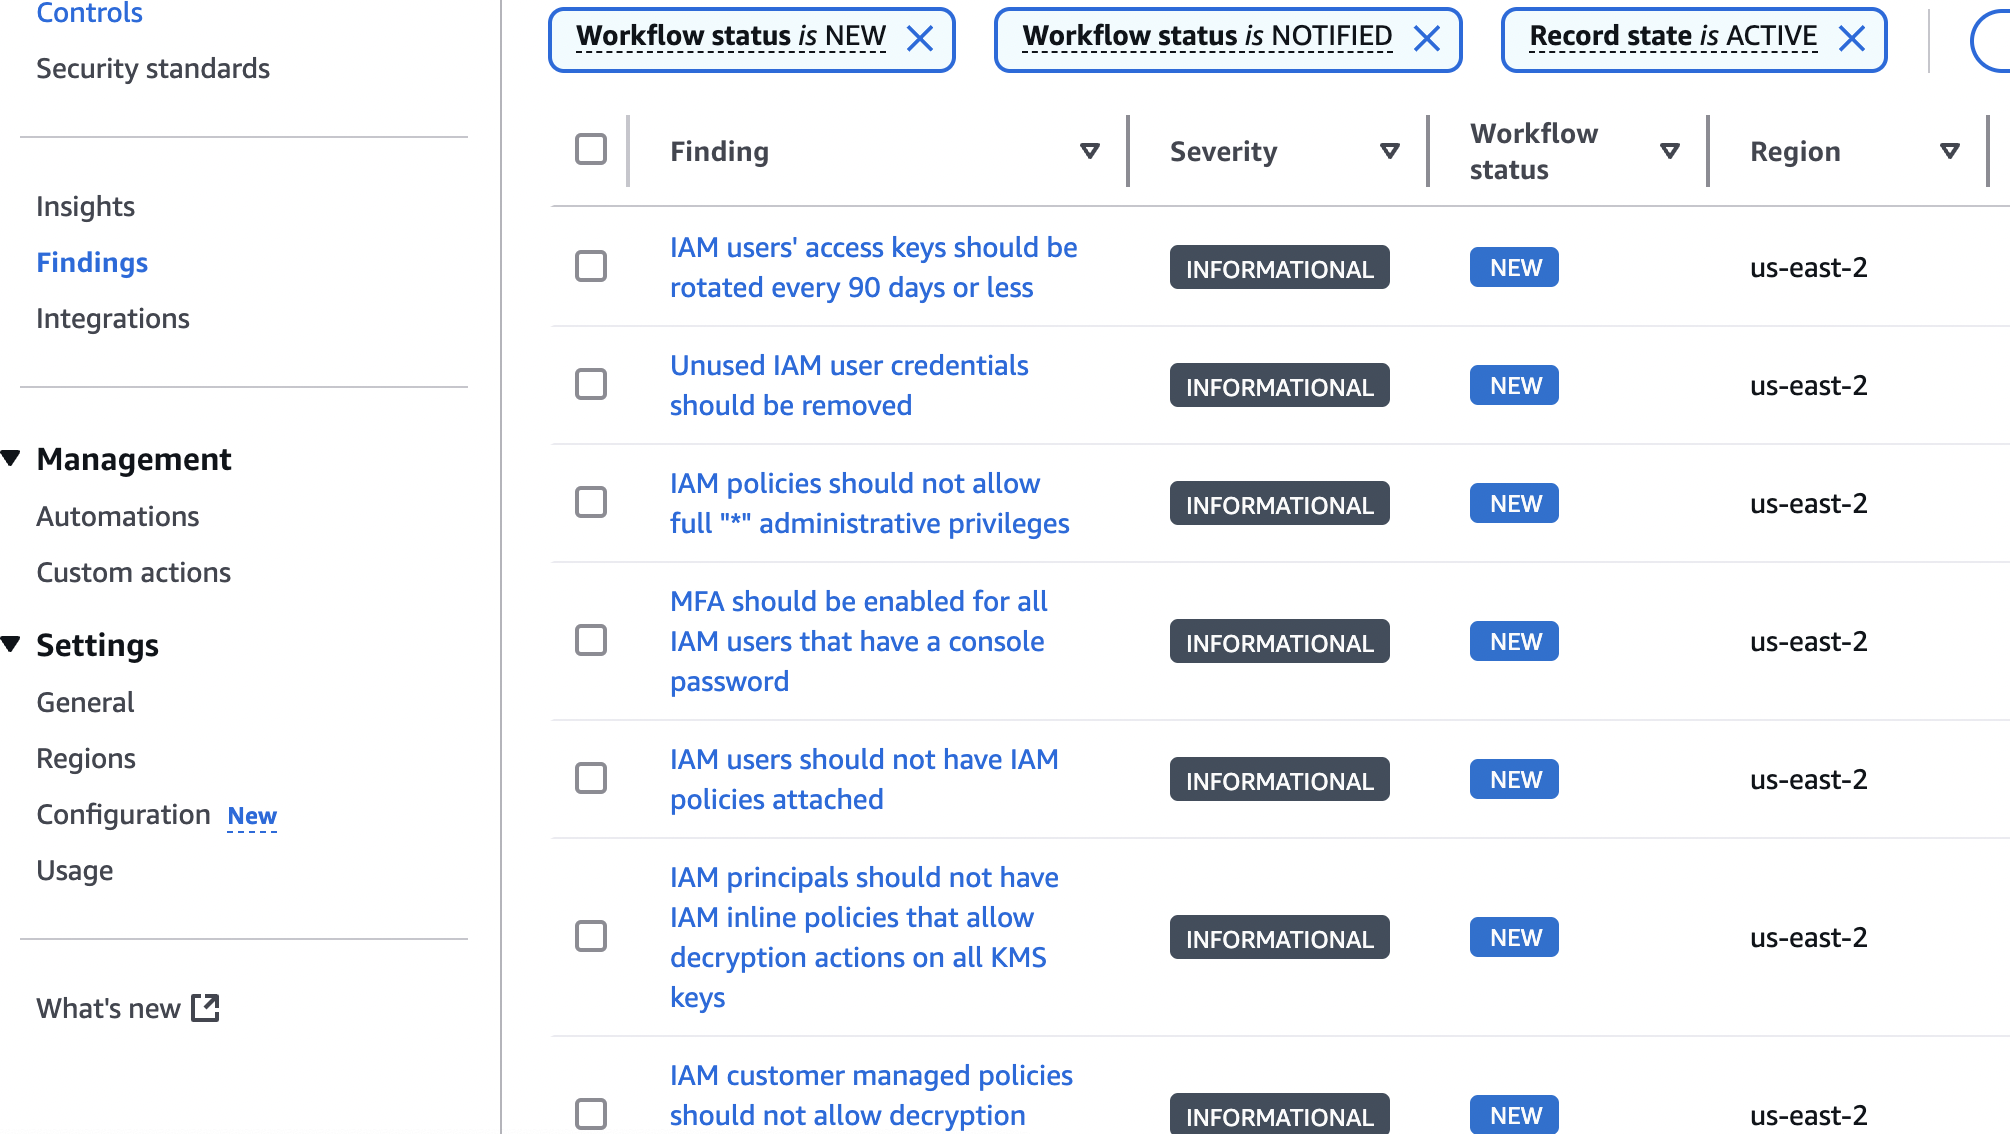 Controls
Security standards
Insights
Findings
Integrations
Management
Automations
Custom actions
Settings
General
Regions
Configuration New
Usage
What's new
Workflow status is NEW
Workflow status is NOTIFIED
Record state is ACTIVE
Finding
Severity
Workflow
status
Region
IAM users' access keys should be
rotated every 90 days or less
INFORMATIONAL
NEW
us-east-2
Unused IAM user credentials
should be removed
INFORMATIONAL
NEW
us-east-2
IAM policies should not allow
full "*" administrative privileges
INFORMATIONAL
NEW
us-east-2
MFA should be enabled for all
IAM users that have a console
password
INFORMATIONAL
NEW
us-east-2
IAM users should not have IAM
policies attached
INFORMATIONAL
NEW
us-east-2
IAM principals should not have
IAM inline policies that allow
decryption actions on all KMS
keys
INFORMATIONAL
NEW
us-east-2
IAM customer managed policies
should not allow decryption
INFORMATIONAL
NEW
us-east-2